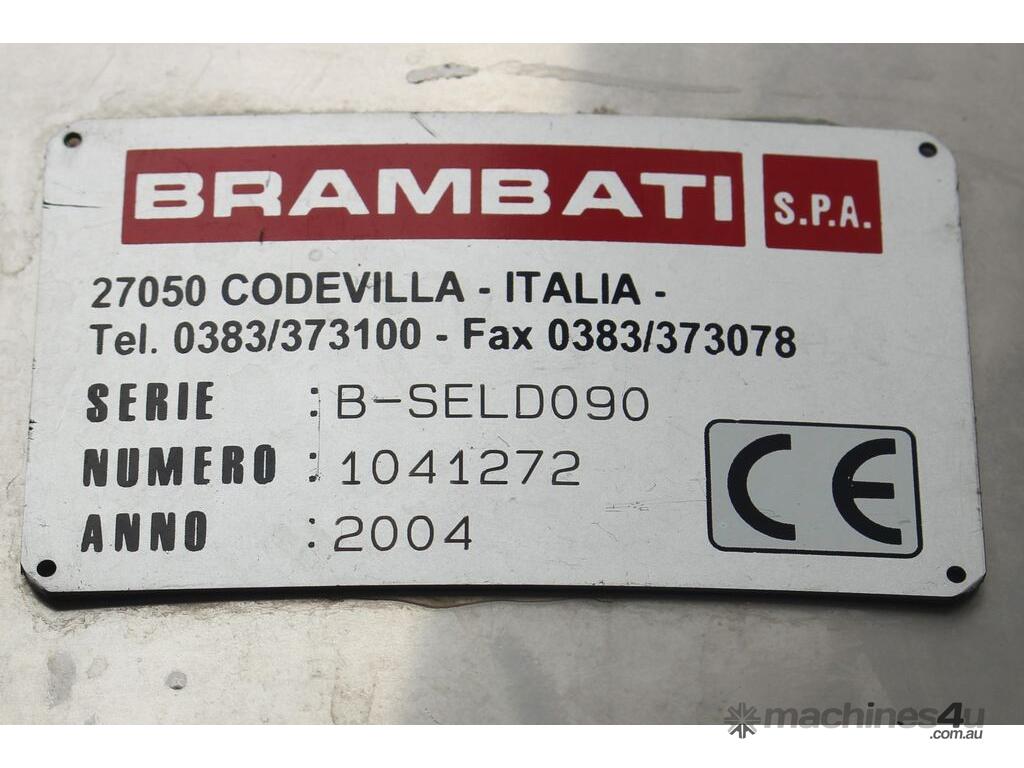 BRAMBATI S.P.A.
27050 CODEVILLA - ITALIA -
Tel. 0383/373100 - Fax 0383/373078
SERIE : B-SELD090
NUMERO : 1041272
ANNO : 2004
CE
machines4u
.com.au